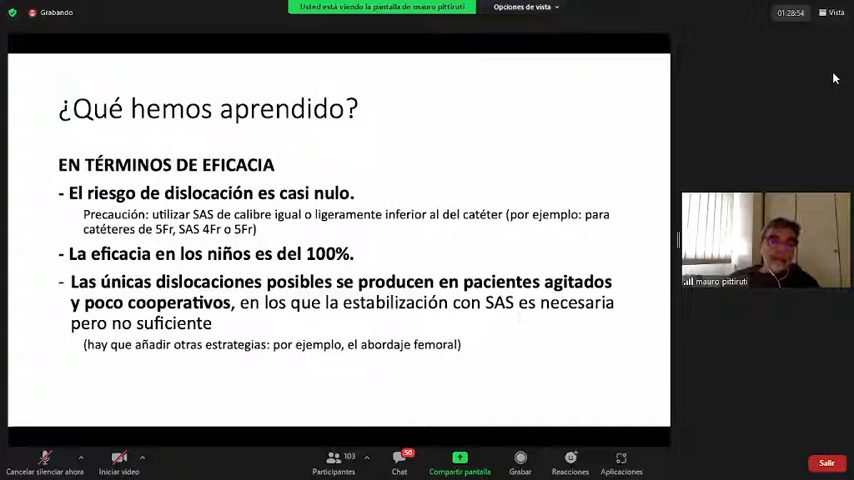 Grabando
Usted está viendo la pantalla de mauro pittiruti
Opciones de vista
01:28:54
Vista
¿Qué hemos aprendido?
EN TÉRMINOS DE EFICACIA
- El riesgo de dislocación es casi nulo.
Precaución: utilizar SAS de calibre igual o ligeramente inferior al del catéter (por ejemplo: para
catéteres de 5Fr, SAS 4Fr o 5Fr)
- La eficacia en los niños es del 100%.
- Las únicas dislocaciones posibles se producen en pacientes agitados
y poco cooperativos, en los que la estabilización con SAS es necesaria
pero no suficiente
(hay que añadir otras estrategias: por ejemplo, el abordaje femoral)
mauro pittiruti
Cancelar silenciar ahora
Iniciar video
103
Participantes
50
Chat
Compartir pantalla
Grabar
Reacciones
Aplicaciones
Salir